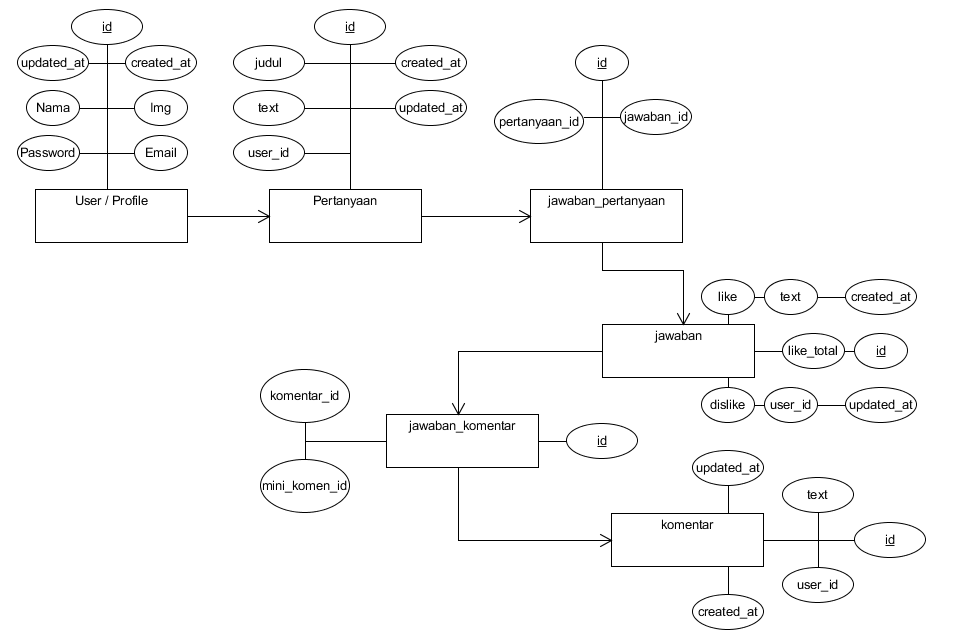 id
updated_at
created_at
Nama
Img
Password
Email
User / Profile
id
judul
created_at
text
updated_at
user_id
Pertanyaan
id
pertanyaan_id
jawaban_id
jawaban_pertanyaan
like
text
created_at
jawaban
like_total
id
dislike
user_id
updated_at
komentar_id
jawaban_komentar
id
mini_komen_id
updated_at
text
komentar
id
user_id
created_at